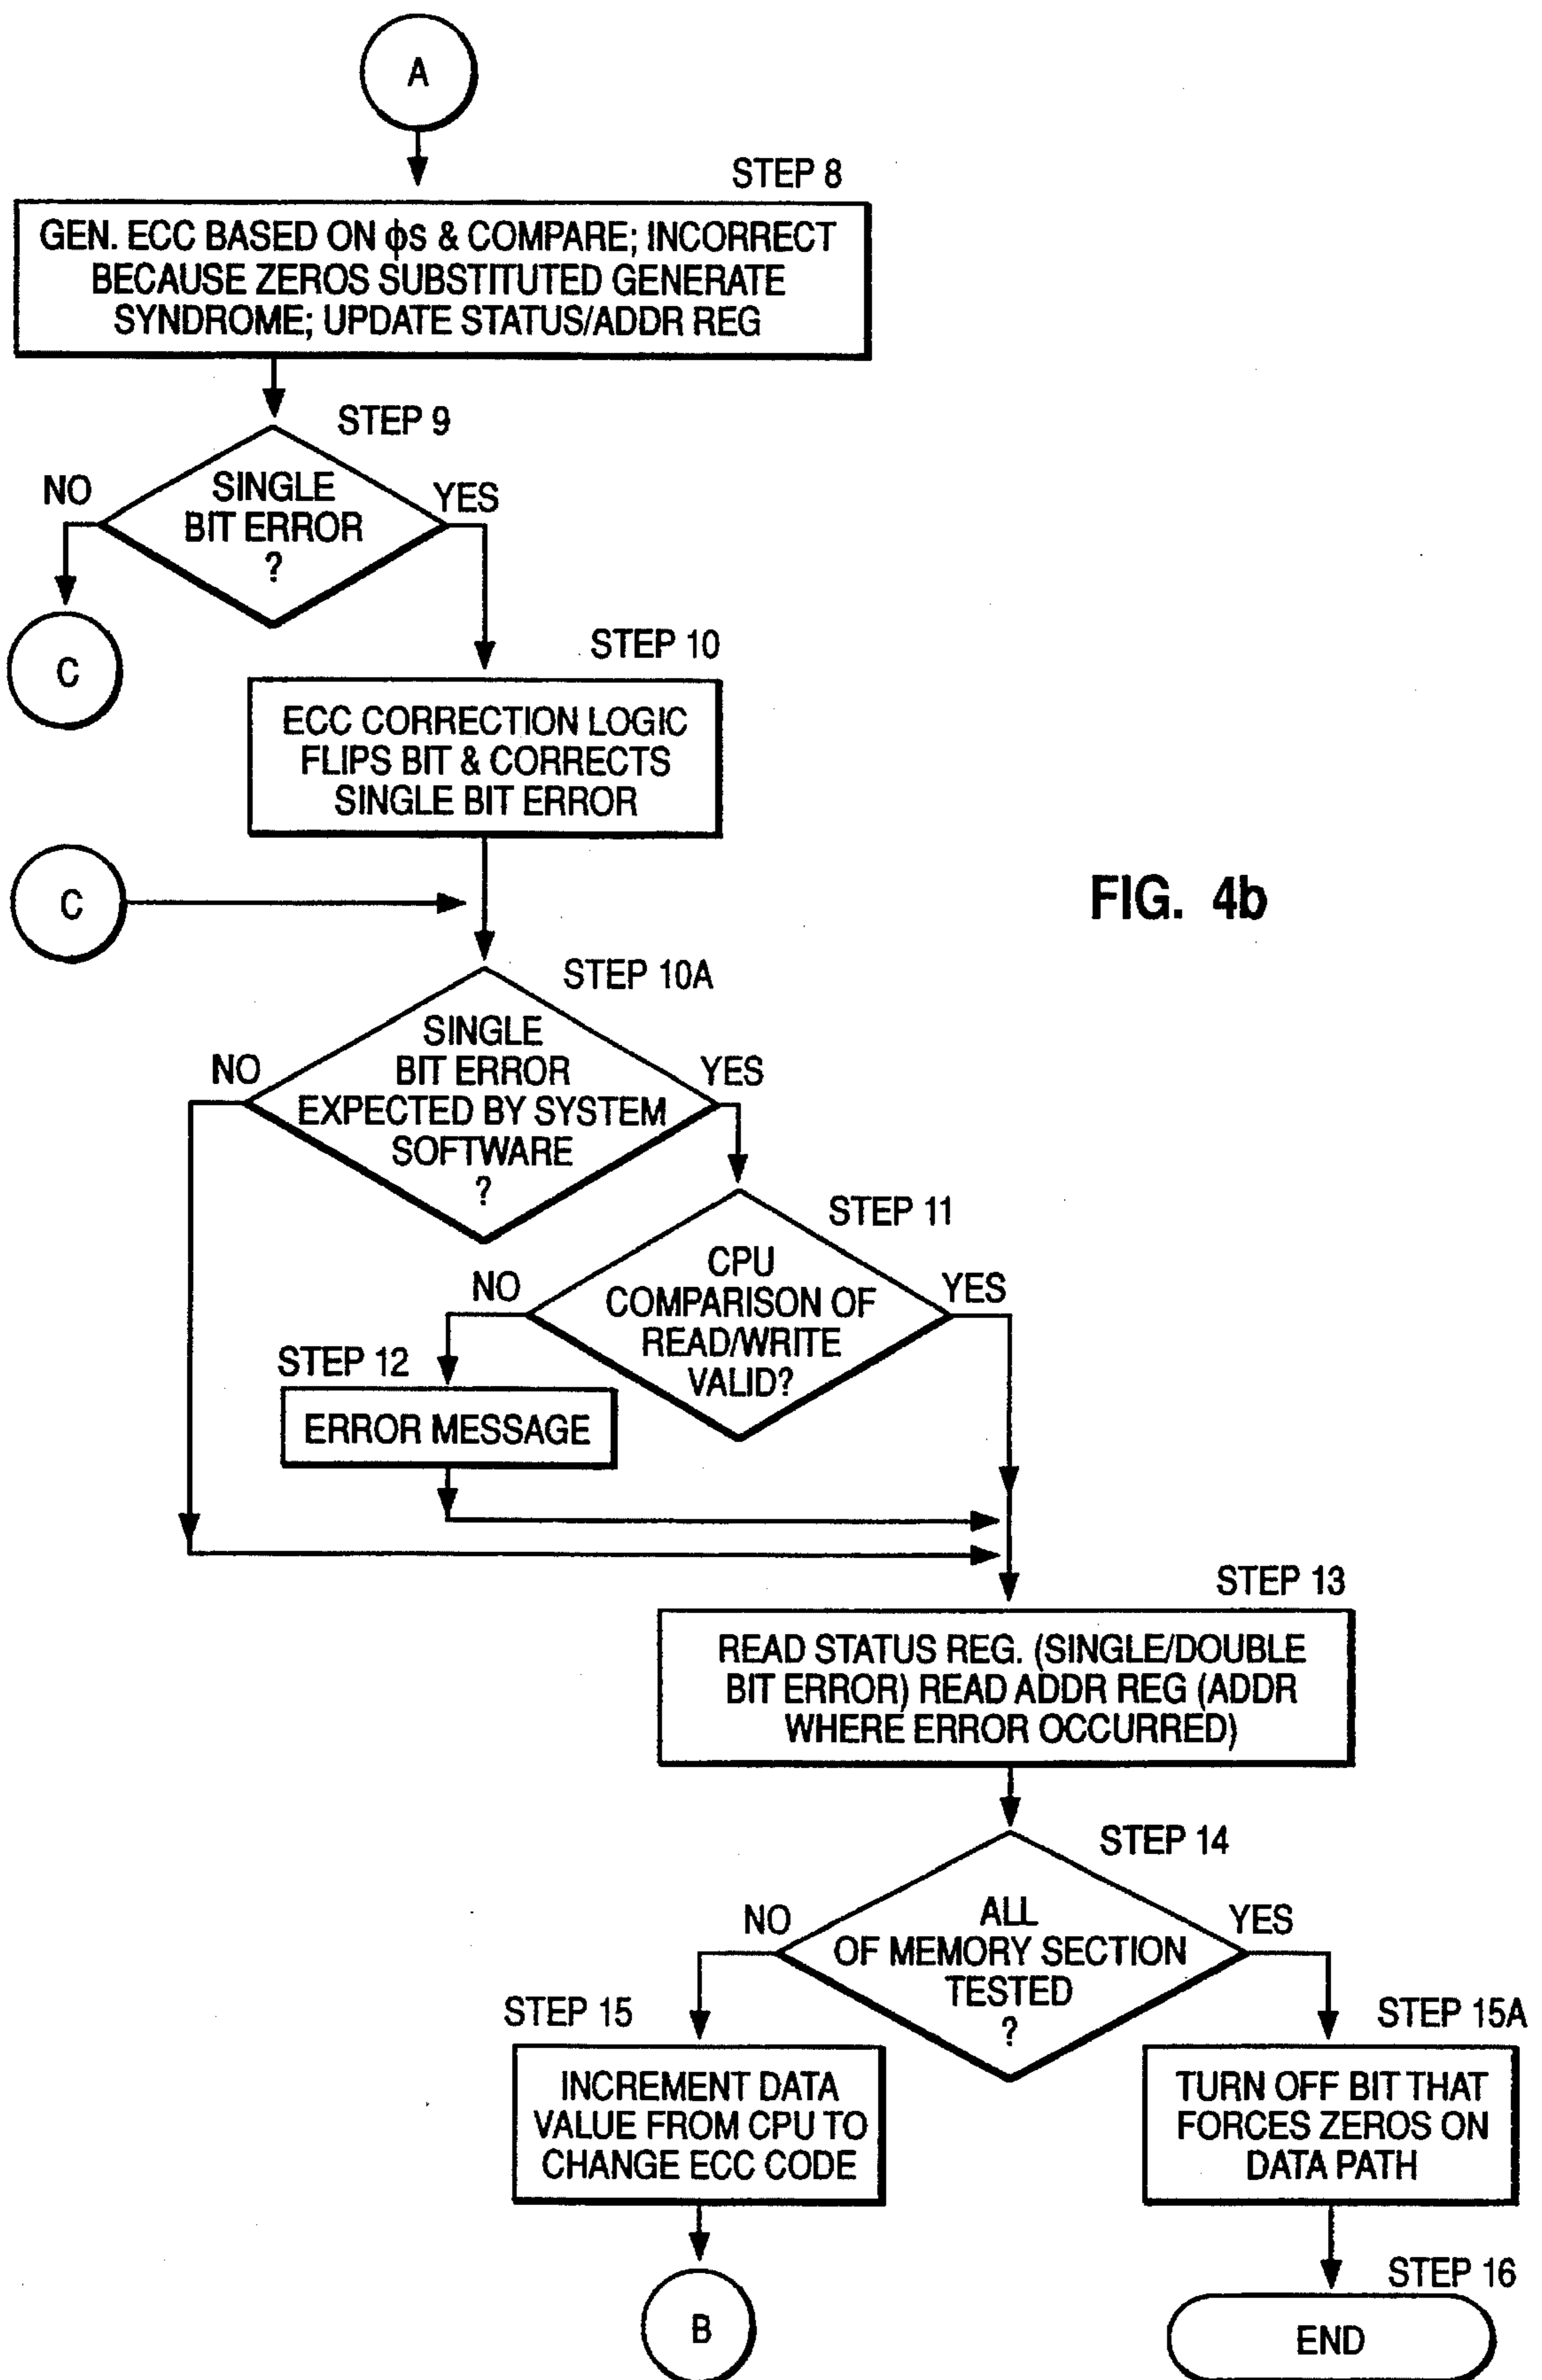 A
STEP 8
GEN. ECC BASED ON ϕS & COMPARE; INCORRECT
BECAUSE ZEROS SUBSTITUTED GENERATE
SYNDROME; UPDATE STATUS/ADDR REG
STEP 9
NO
SINGLE
BIT ERROR
?
YES
C
STEP 10
ECC CORRECTION LOGIC
FLIPS BIT & CORRECTS
SINGLE BIT ERROR
C
FIG. 4b
STEP 10A
NO
SINGLE
BIT ERROR
EXPECTED BY SYSTEM
SOFTWARE
?
YES
STEP 11
NO
CPU
COMPARISON OF
READ/WRITE
VALID?
YES
STEP 12
ERROR MESSAGE
STEP 13
READ STATUS REG. (SINGLE/DOUBLE
BIT ERROR) READ ADDR REG (ADDR
WHERE ERROR OCCURRED)
STEP 14
NO
ALL
OF MEMORY SECTION
TESTED
?
YES
STEP 15
INCREMENT DATA
VALUE FROM CPU TO
CHANGE ECC CODE
STEP 15A
TURN OFF BIT THAT
FORCES ZEROS ON
DATA PATH
B
STEP 16
END